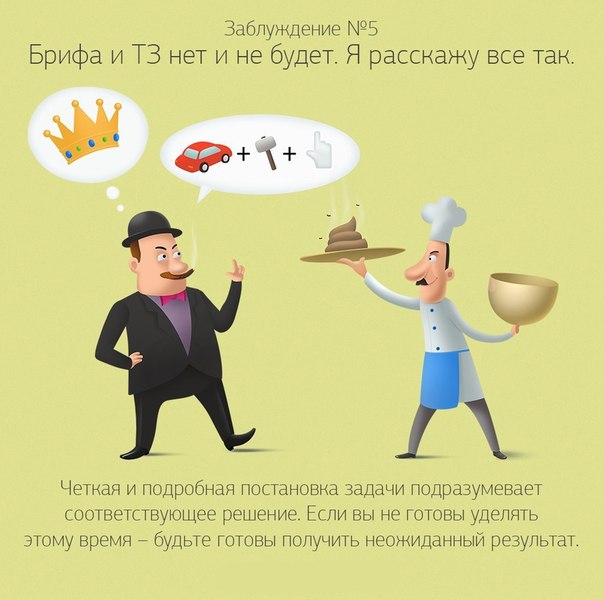 Заблуждение №5
Брифа и ТЗ нет и не будет. Я расскажу все так.
+ +
Четкая и подробная постановка задачи подразумевает
соответствующее решение. Если вы не готовы уделять
этому время – будьте готовы получить неожиданный результат.